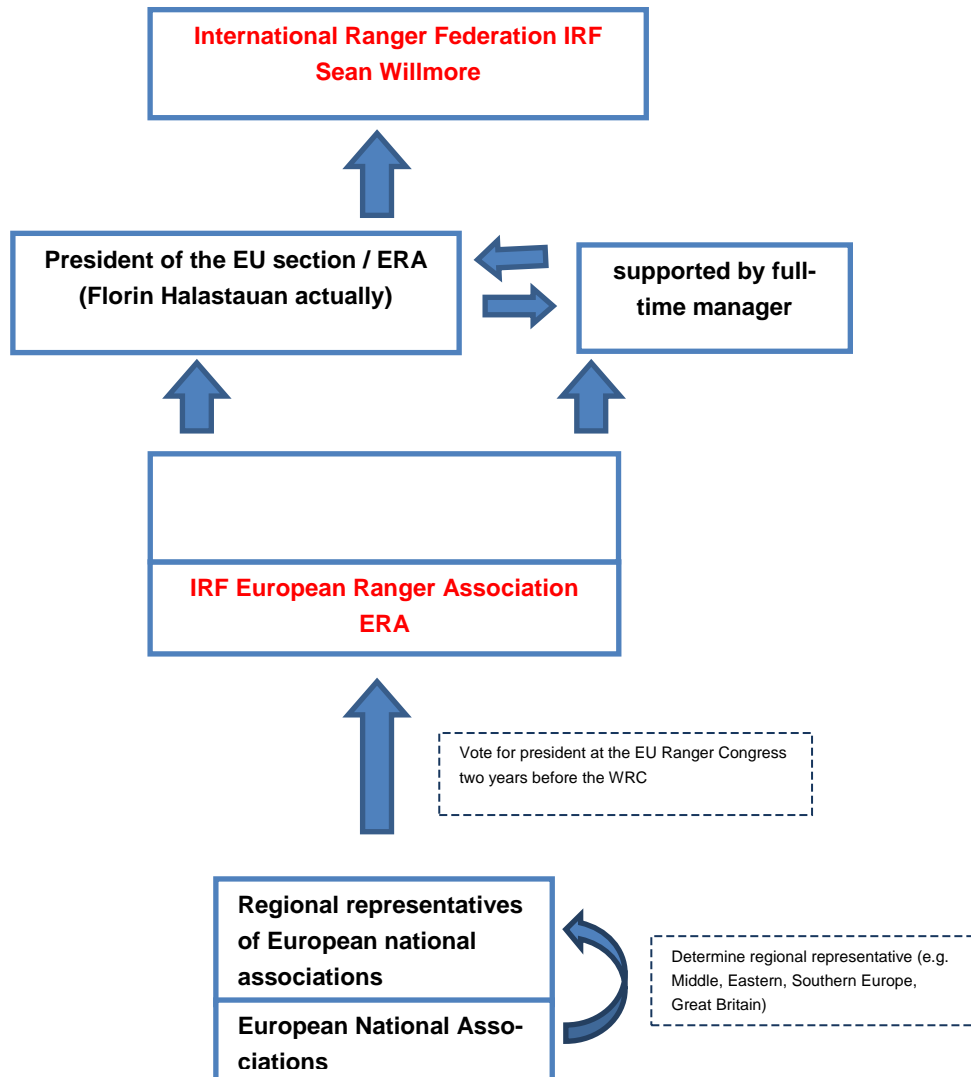 International Ranger Federation IRF
Sean Willmore
President of the EU section / ERA
(Florin Halastauan actually)
supported by full-
time manager
IRF European Ranger Association
ERA
Vote for president at the EU Ranger Congress
two years before the WRC
Regional representatives
of European national
associations
Determine regional representative (e.g.
Middle, Eastern, Southern Europe,
Great Britain)
European National Asso-
ciations